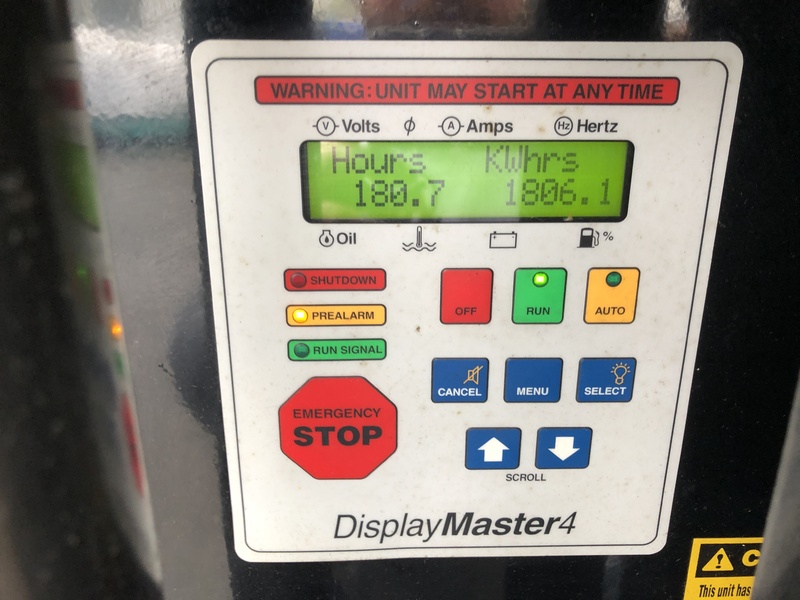 WARNING: UNIT MAY START AT ANY TIME
V Volts ϕ A Amps Hz Hertz
Hours KWhrs
180.7 1806.1
Oil %
SHUTDOWN
PREALARM
RUN SIGNAL
OFF RUN AUTO
CANCEL MENU SELECT
EMERGENCY
STOP
SCROLL
DisplayMaster4
C
This unit has